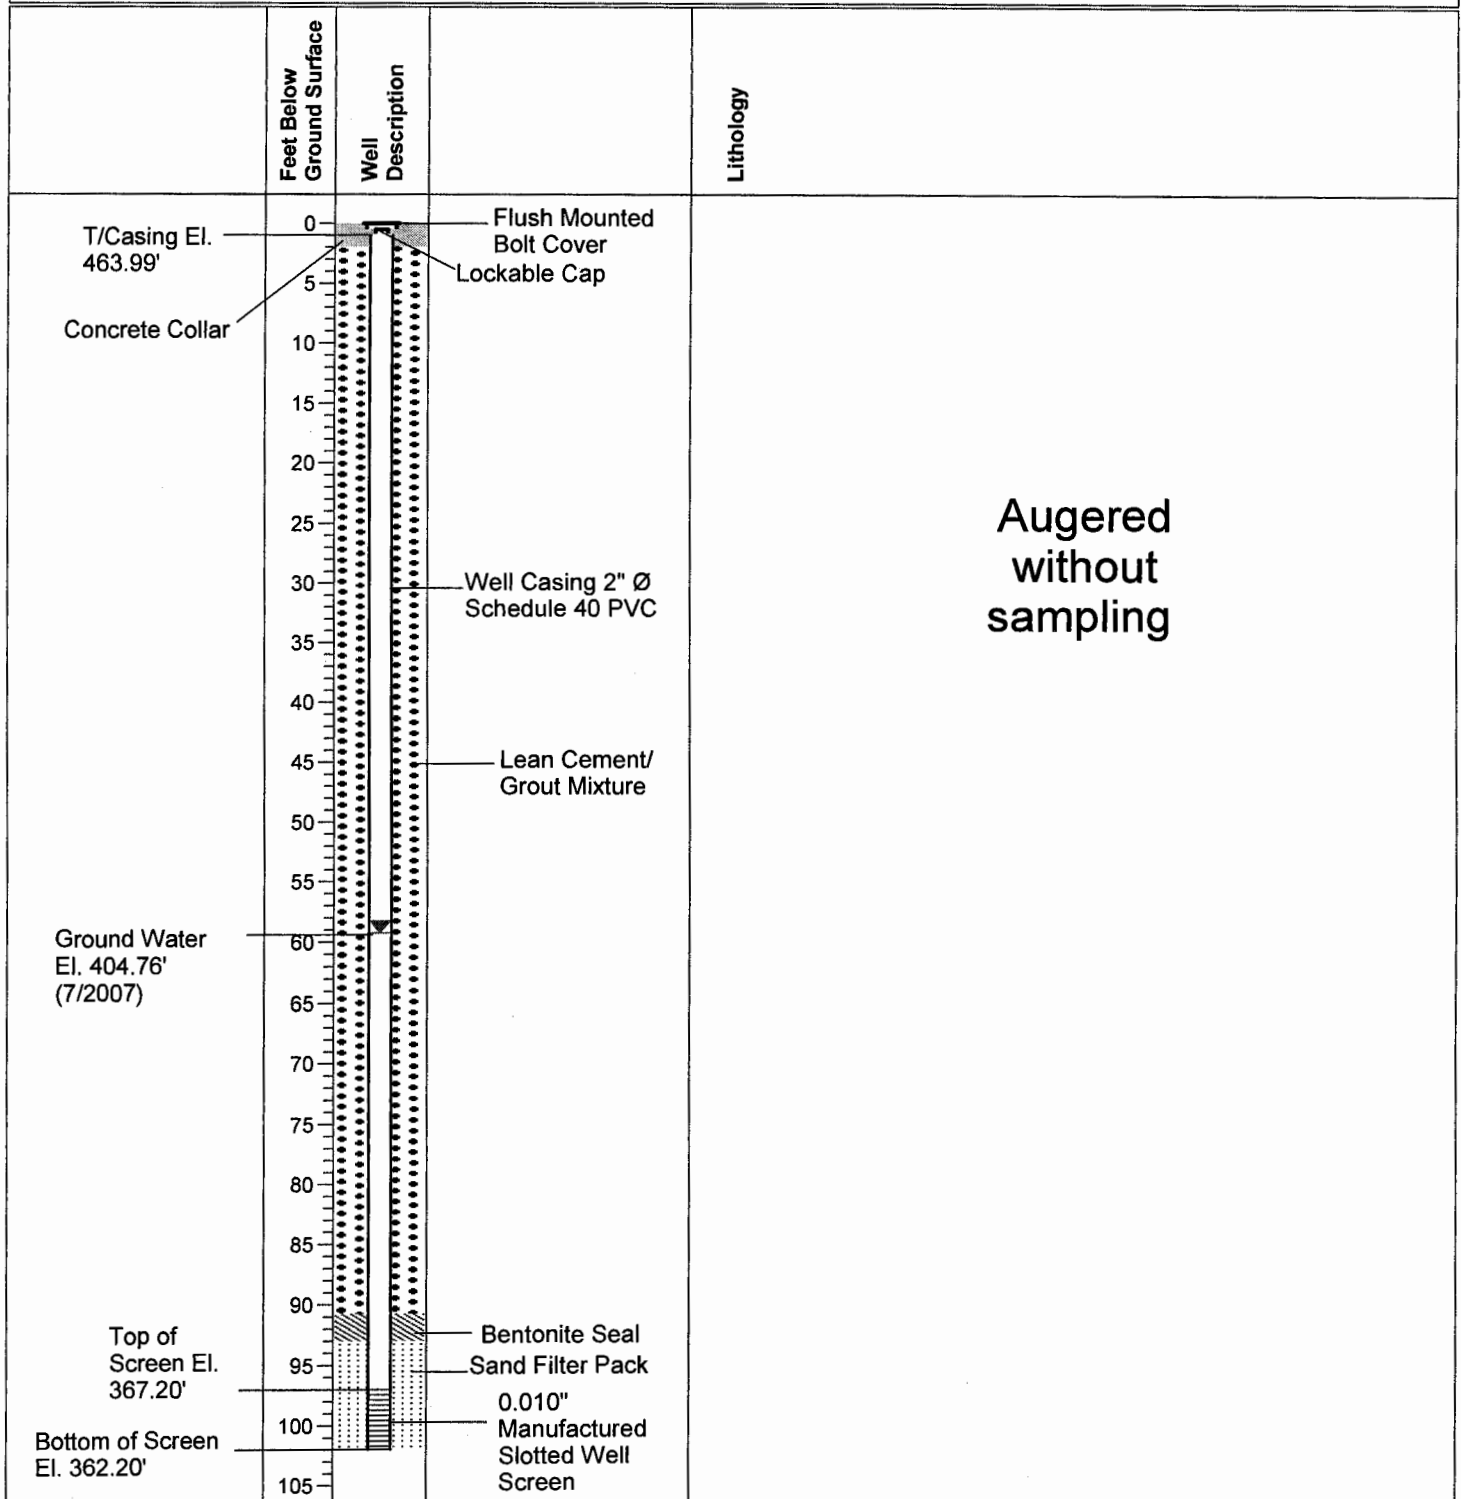 Feet Below
Ground Surface
Well
Description
Lithology
T/Casing El.
463.99'
Concrete Collar
Ground Water
El. 404.76'
(7/2007)
Top of
Screen El.
367.20'
Bottom of Screen
El. 362.20'
0
5
10
15
20
25
30
35
40
45
50
55
60
65
70
75
80
85
90
95
100
105
Flush Mounted
Bolt Cover
Lockable Cap
Well Casing 2" Ø
Schedule 40 PVC
Lean Cement/
Grout Mixture
Bentonite Seal
Sand Filter Pack
0.010"
Manufactured
Slotted Well
Screen
Augered
without
sampling